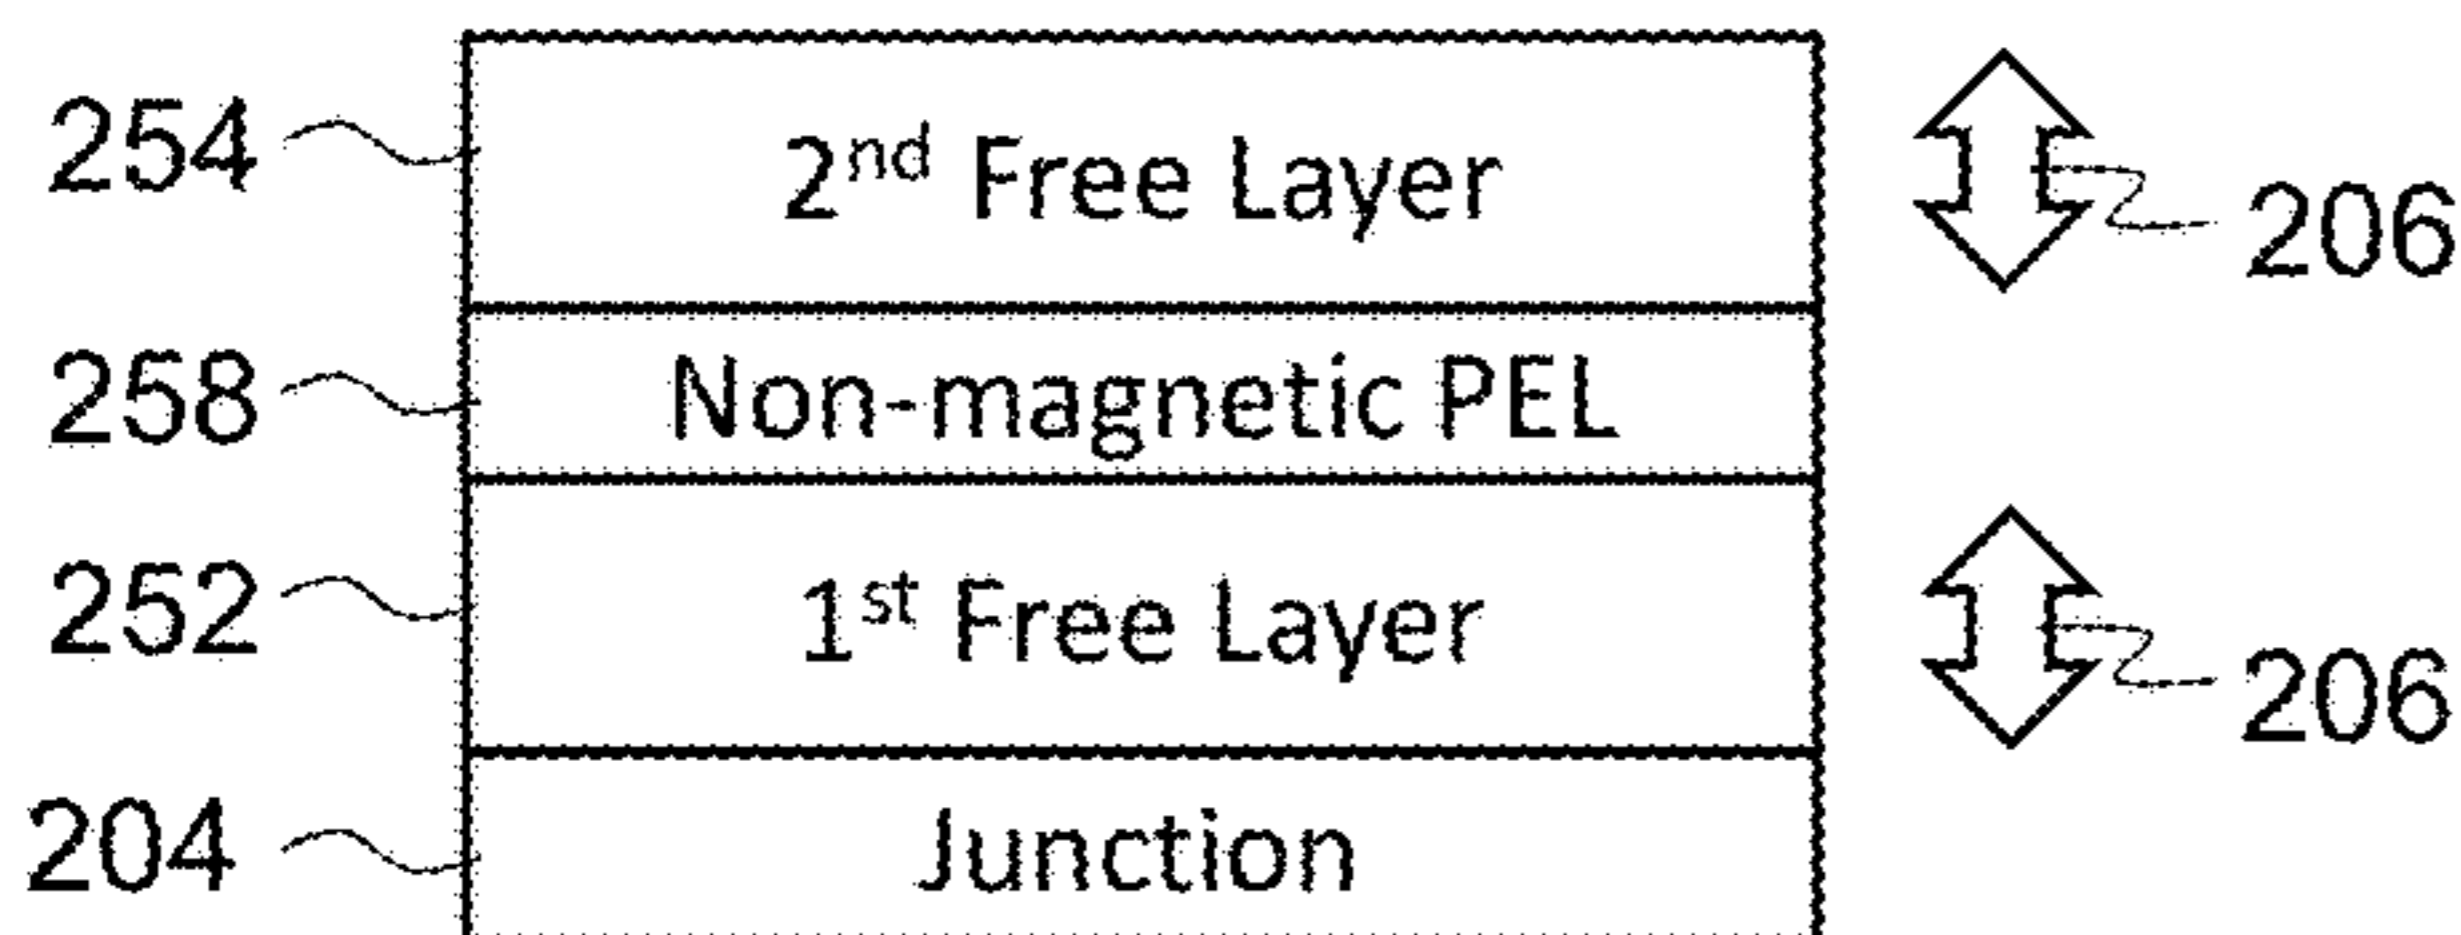 254 2nd Free Layer 206
258 Non-magnetic PEL
252 1st Free Layer 206
204 Junction